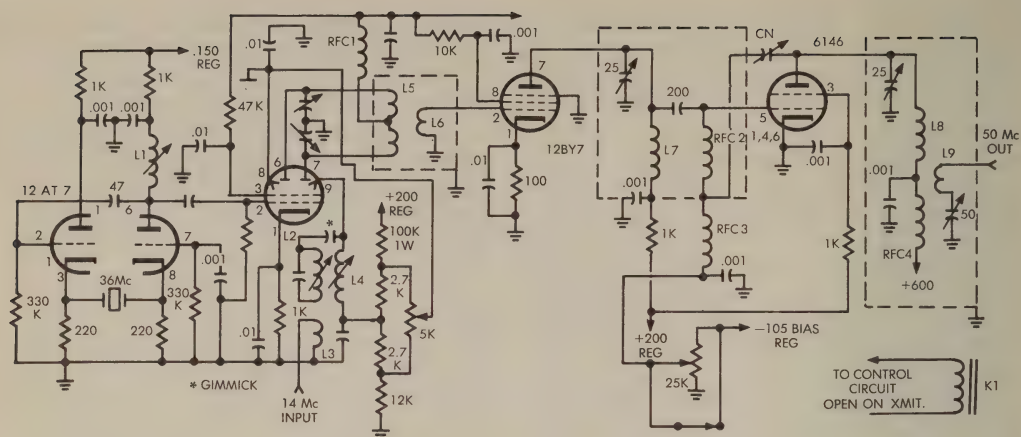 .150
REG
1K
1K
.001
.001
L1
47
12 AT 7
1
6
2
7
1
3
8
36Mc
330
K
220
220
330
K
.001
.01
47K
.01
RFC1
10K
.001
L5
L6
8
6
7
9
3
2
1
L2
*
L4
.01
1K
L3
* GIMMICK
14 Mc
INPUT
+200
REG
100K
1W
2.7
K
5K
2.7
K
12K
7
8
2
1
12BY7
.01
100
25
200
L7
RFC 2
.001
1K
RFC 3
.001
+200
REG
25K
–105 BIAS
REG
CN
6146
3
5
1,4,6
.001
1K
25
L8
L9
50 Mc
OUT
.001
50
RFC4
+600
TO CONTROL
CIRCUIT
OPEN ON XMIT.
K1